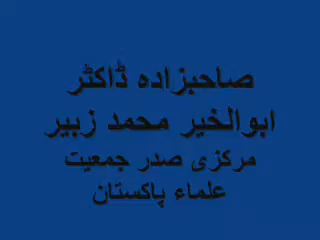 صاحبزادہ ڈاکٹر
ابوالخیر محمد زبیر
مرکزی صدر جمعیت
علماء پاکستان